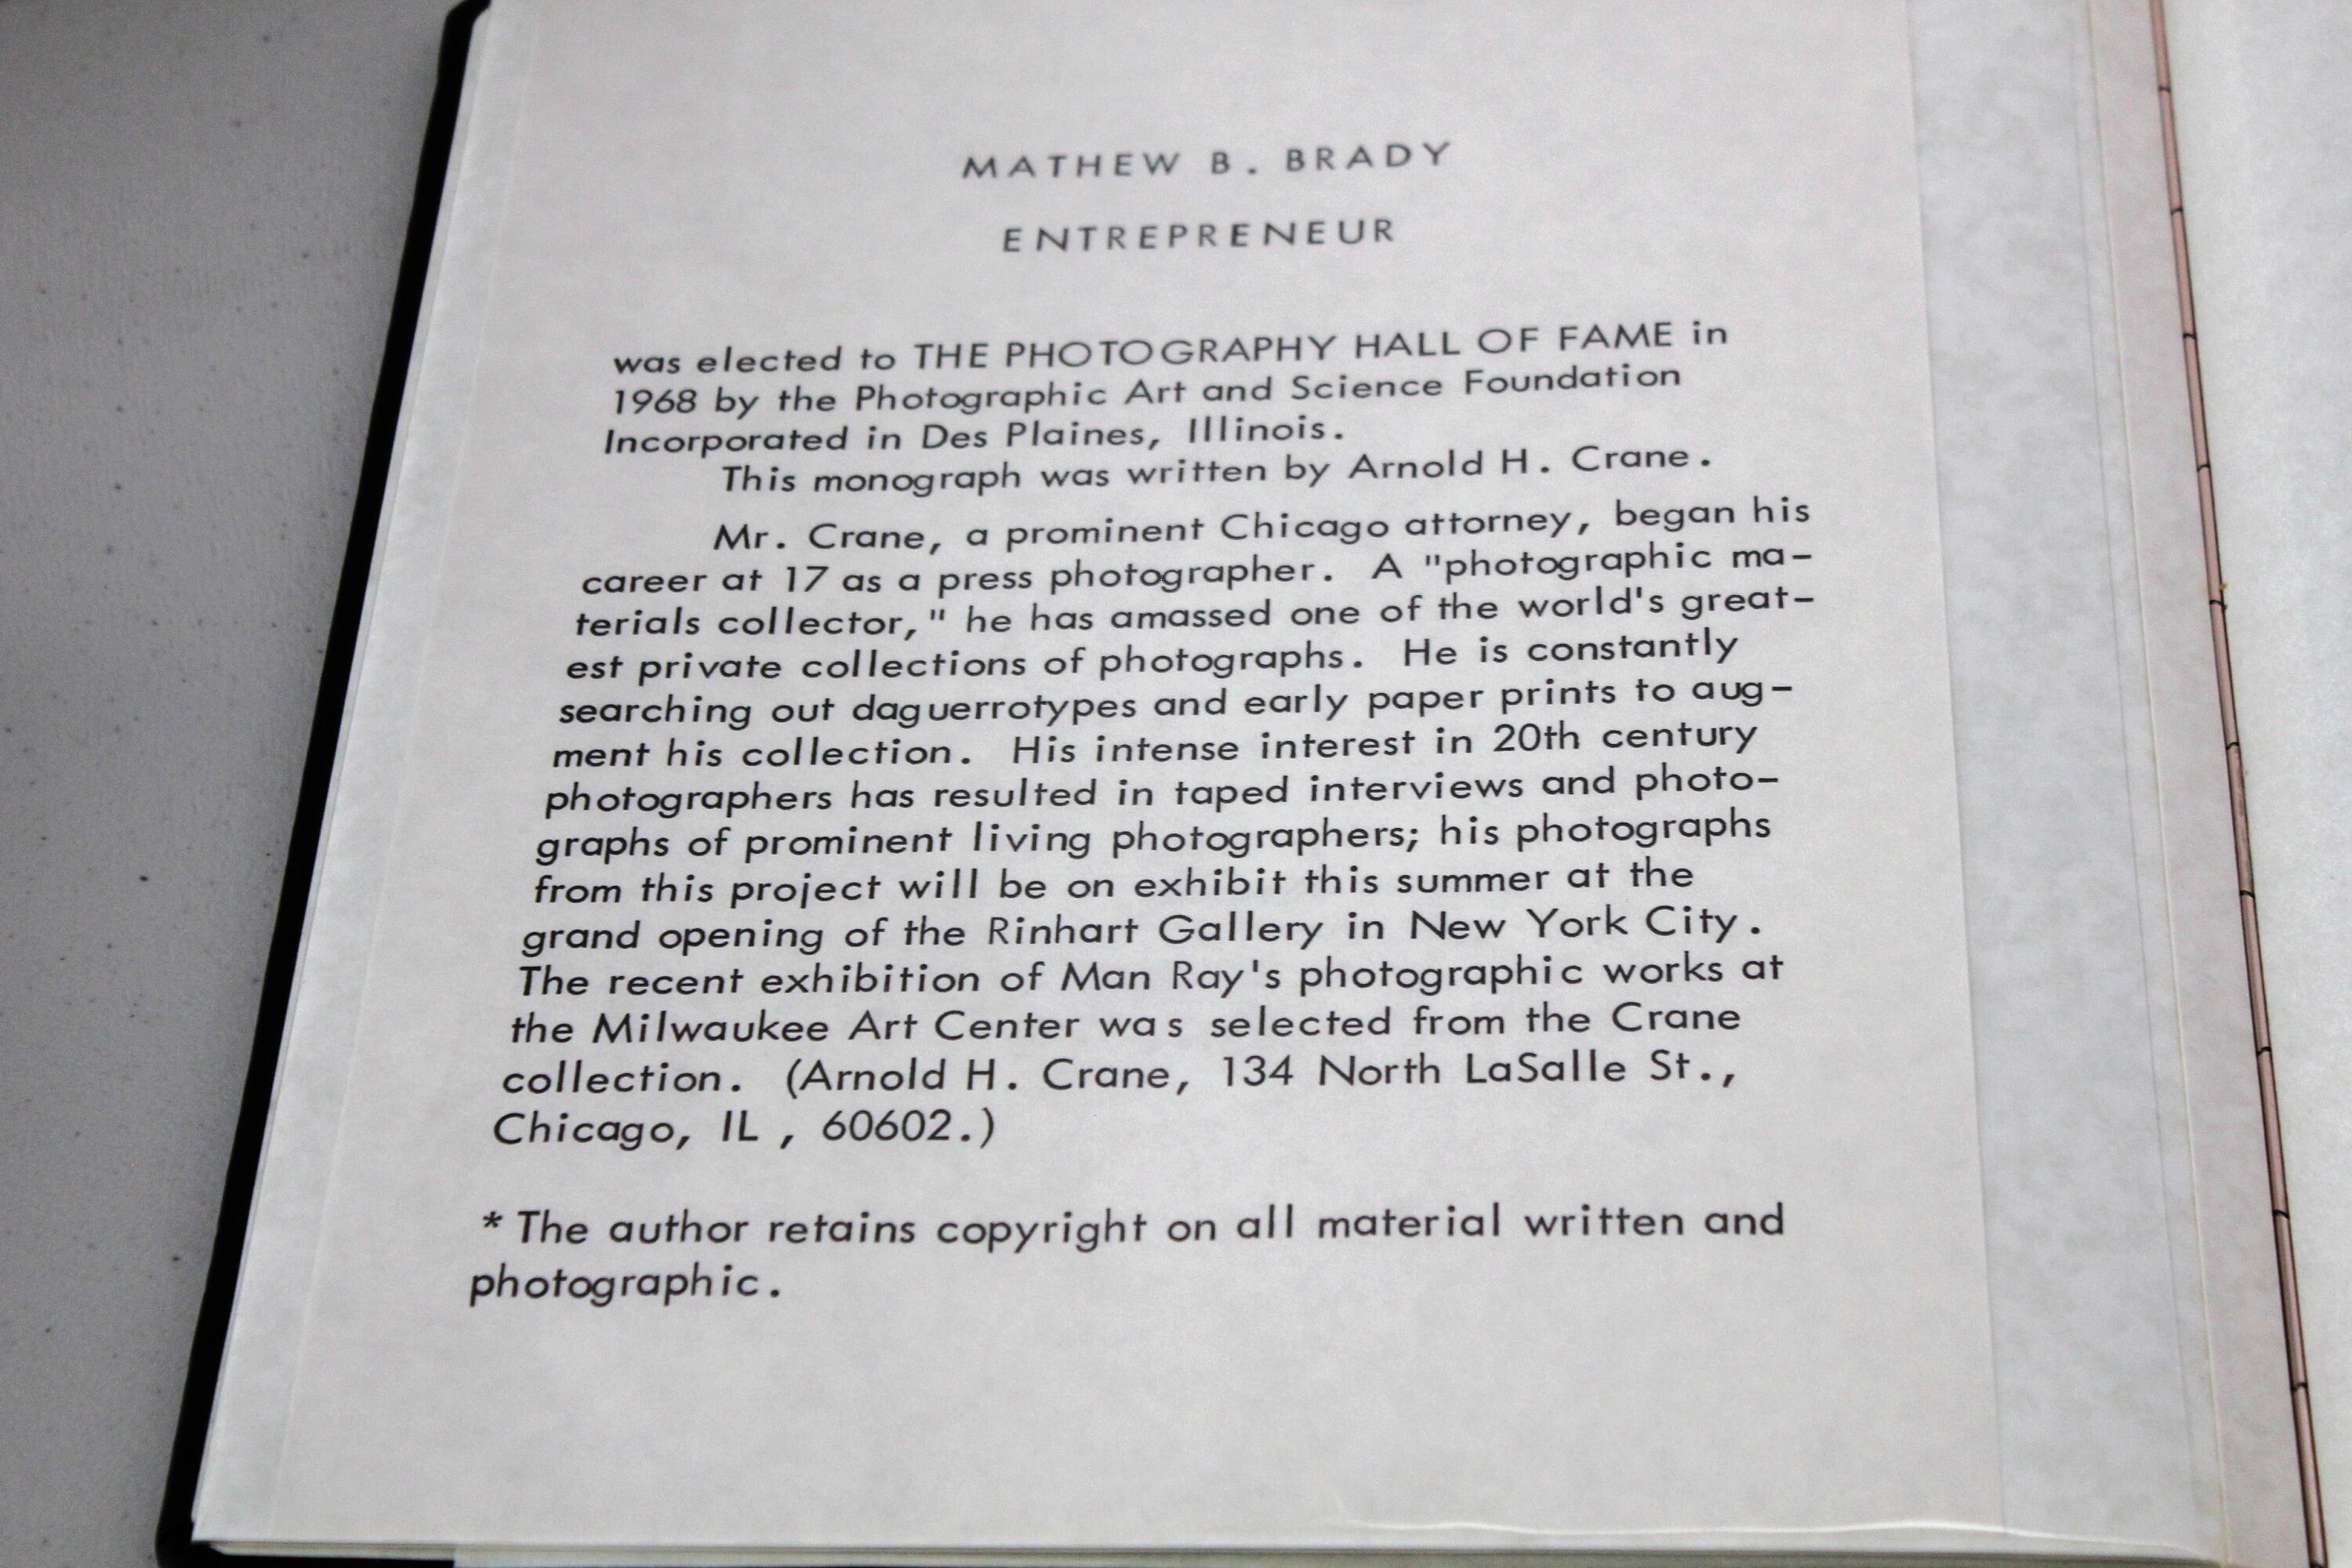 MATHEW B. BRADY
ENTREPRENEUR
was elected to THE PHOTOGRAPHY HALL OF FAME in
1968 by the Photographic Art and Science Foundation
Incorporated in Des Plaines, Illinois.
This monograph was written by Arnold H. Crane.
Mr. Crane, a prominent Chicago attorney, began his
career at 17 as a press photographer. A "photographic ma-
terials collector," he has amassed one of the world's great-
est private collections of photographs. He is constantly
searching out daguerrotypes and early paper prints to aug-
ment his collection. His intense interest in 20th century
photographers has resulted in taped interviews and photo-
graphs of prominent living photographers; his photographs
from this project will be on exhibit this summer at the
grand opening of the Rinhart Gallery in New York City.
The recent exhibition of Man Ray's photographic works at
the Milwaukee Art Center was selected from the Crane
collection. (Arnold H. Crane, 134 North LaSalle St.,
Chicago, IL , 60602.)
* The author retains copyright on all material written and
photographic.